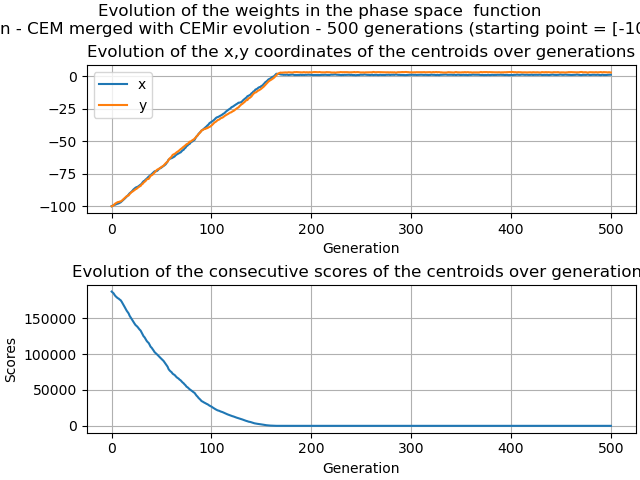 Evolution of the weights in the phase space function
n - CEM merged with CEMir evolution - 500 generations (starting point = [-10
Evolution of the x,y coordinates of the centroids over generations
x
y
0
−25
−50
−75
−100
0 100 200 300 400 500
Generation
Evolution of the consecutive scores of the centroids over generation
Scores
150000
100000
50000
0
0 100 200 300 400 500
Generation